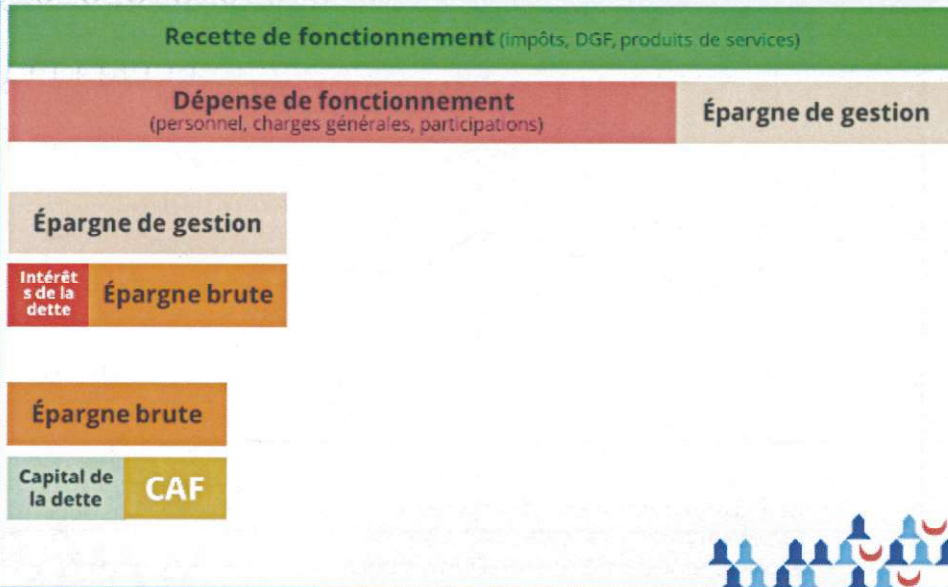 Recette de fonctionnement (impôts, DGF, produits de services)
Dépense de fonctionnement
(personnel, charges générales, participations)
Épargne de gestion
Épargne de gestion
Intérêt
s de la
dette
Épargne brute
Épargne brute
Capital de
la dette
CAF